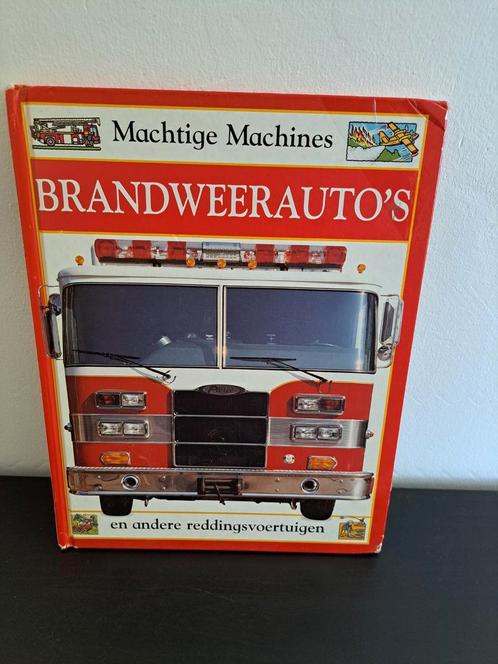 Machtige Machines
BRANDWEERAUTO'S
en andere reddingsvoertuigen